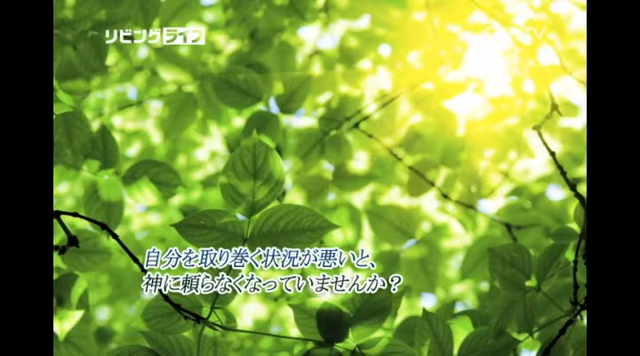 リビングライフ
自分を取り巻く状況が悪いと、
神に頼らなくなっていませんか？